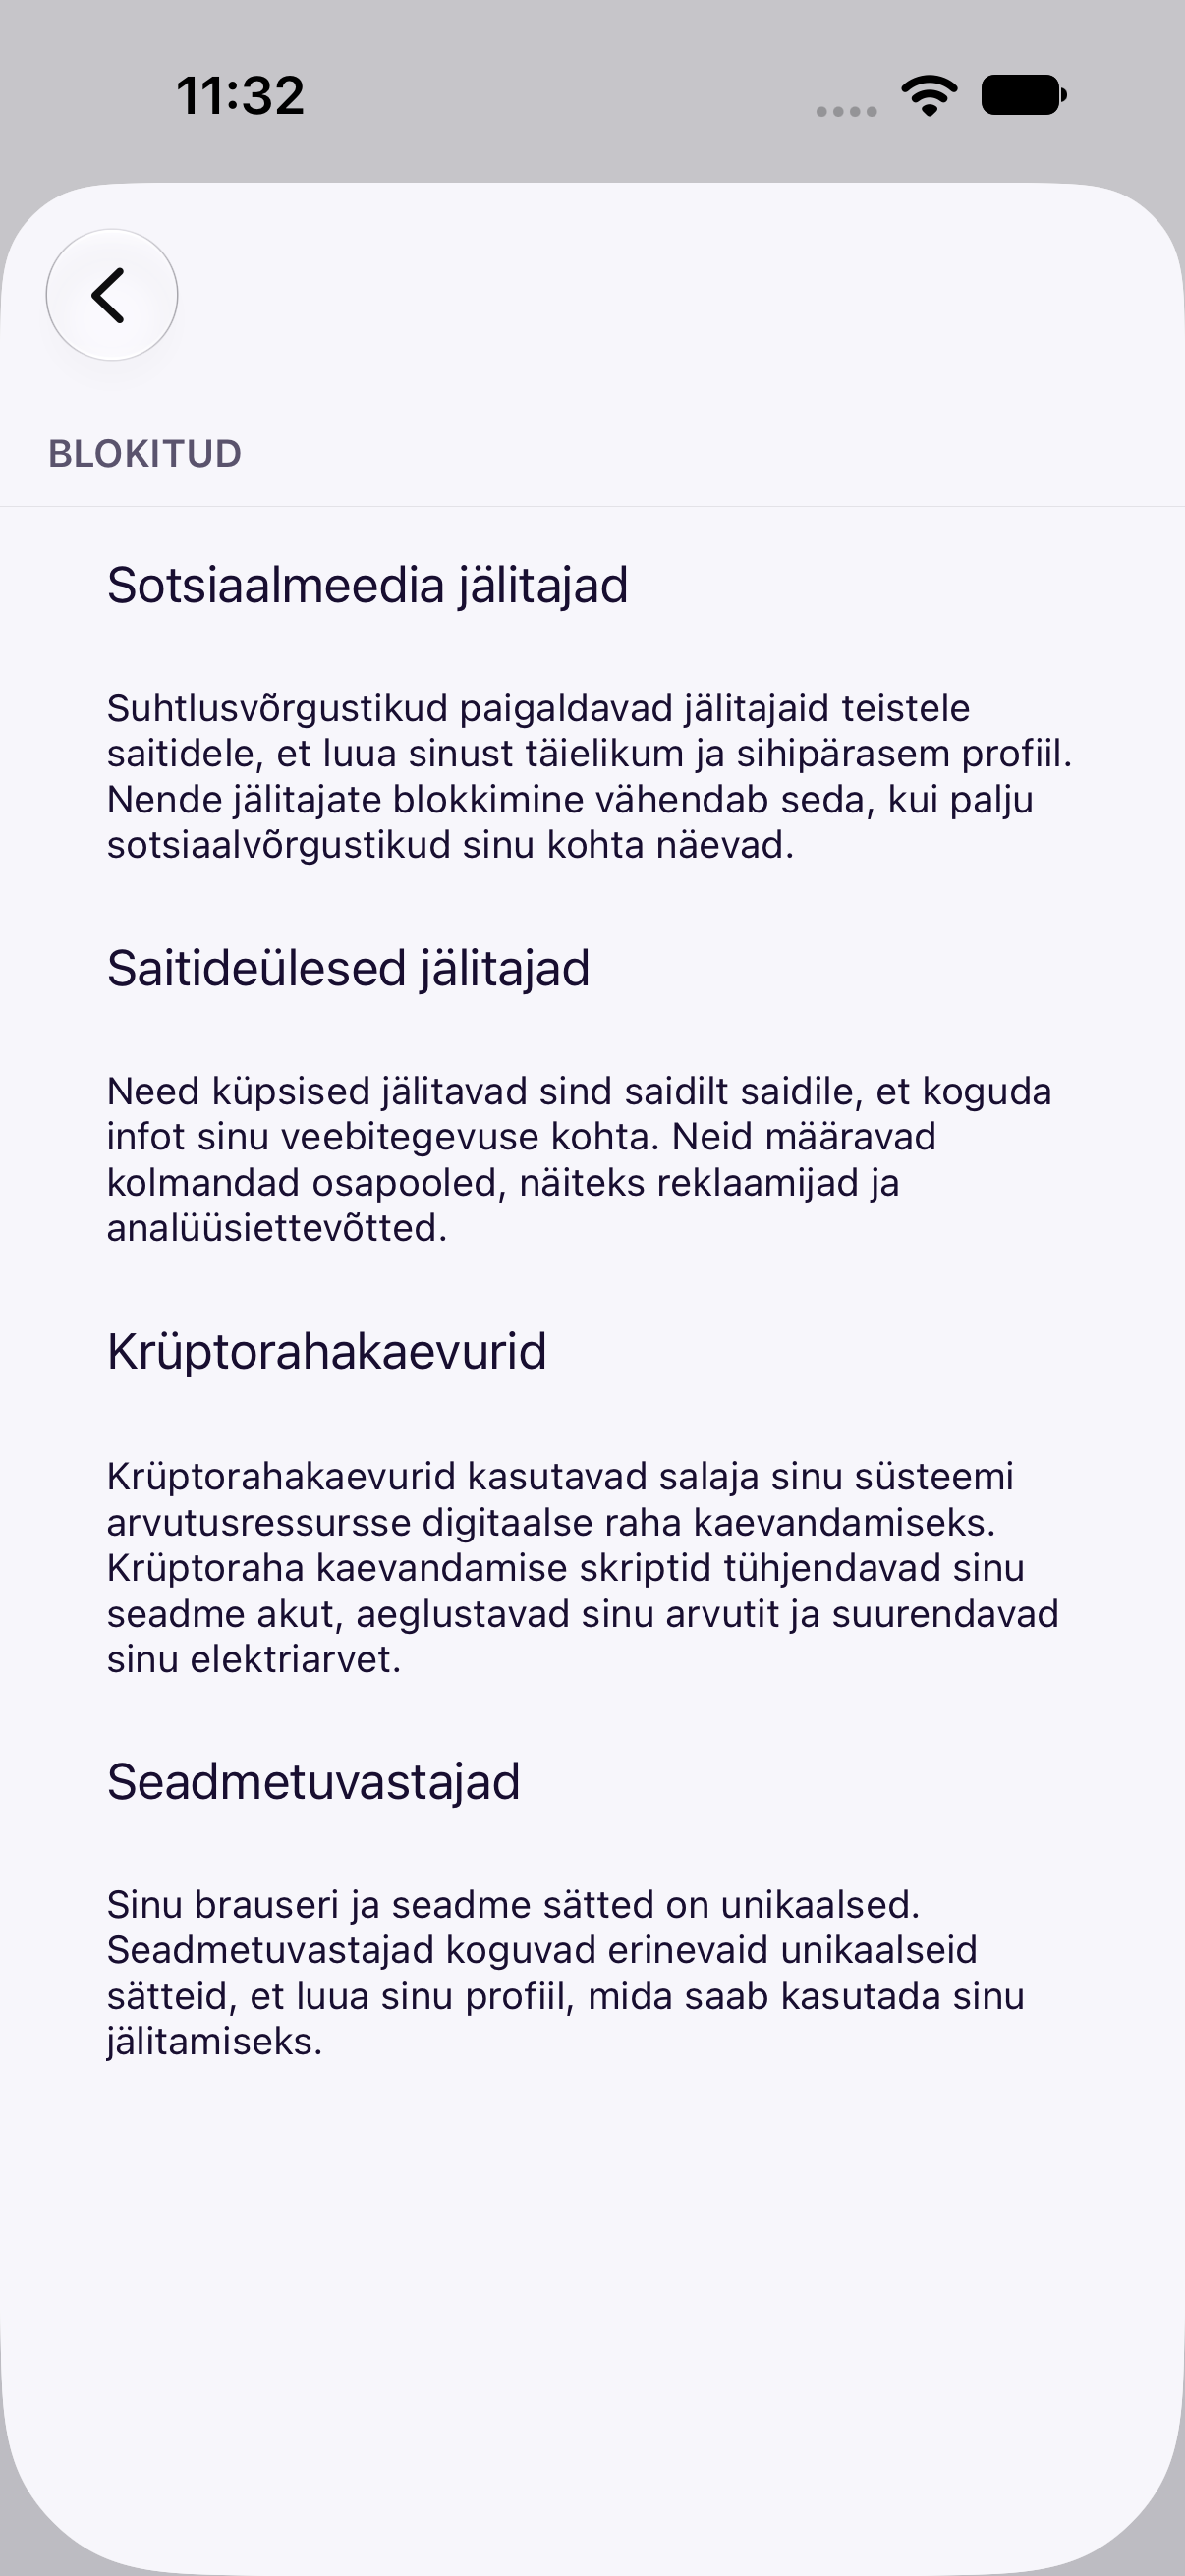 11:32
BLOKITUD
Sotsiaalmeedia jälitajad
Suhtlusvõrgustikud paigaldavad jälitajaid teistele
saitidele, et luua sinust täielikum ja sihipärasem profiil.
Nende jälitajate blokkimine vähendab seda, kui palju
sotsiaalvõrgustikud sinu kohta näevad.
Saitideülesed jälitajad
Need küpsised jälitavad sind saidilt saidile, et koguda
infot sinu veebitegevuse kohta. Neid määravad
kolmandad osapooled, näiteks reklaamijad ja
analüüsiettevõtted.
Krüptorahakaevurid
Krüptorahakaevurid kasutavad salaja sinu süsteemi
arvutusressursse digitaalse raha kaevandamiseks.
Krüptoraha kaevandamise skriptid tühjendavad sinu
seadme akut, aeglustavad sinu arvutit ja suurendavad
sinu elektriarvet.
Seadmetuvastajad
Sinu brauseri ja seadme sätted on unikaalsed.
Seadmetuvastajad koguvad erinevaid unikaalseid
sätteid, et luua sinu profiil, mida saab kasutada sinu
jälitamiseks.